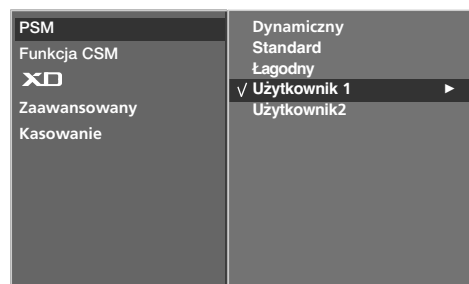 PSM
Funkcja CSM
XD
Zaawansowany
Kasowanie
Dynamiczny
Standard
Łagodny
√ Użytkownik 1 ►
Użytkownik2